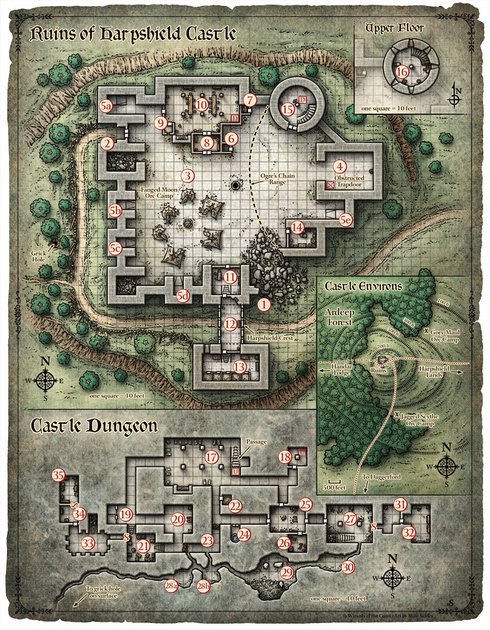 Ruins of Harpshield Castle
Upper Floor
16
N
one square = 10 feet
5a
10
7
15
2
9
8
6
3
4
Obstructed
Trapdoor
Fanged Moon
Orc Camp
Ogre's Chain
Range
5b
5e
14
5c
Grick
Hole
11
5d
1
12
Harpshield Crest
13
N
W E
S
one square = 10 feet
Castle Environs
Ardeep
Forest
Orc Camp
Ruins
Harpshield
Lands
Jagged Scythe
Orc Camp
To Daggerford
500 feet
N
W E
S
Castle Dungeon
17
Passage
18
35
22
25
31
34
19
20
27
S
32
33
S
21
23
24
26
30
29
28a
28b
To grick hole
on surface
one square = 10 feet
N
W E
S